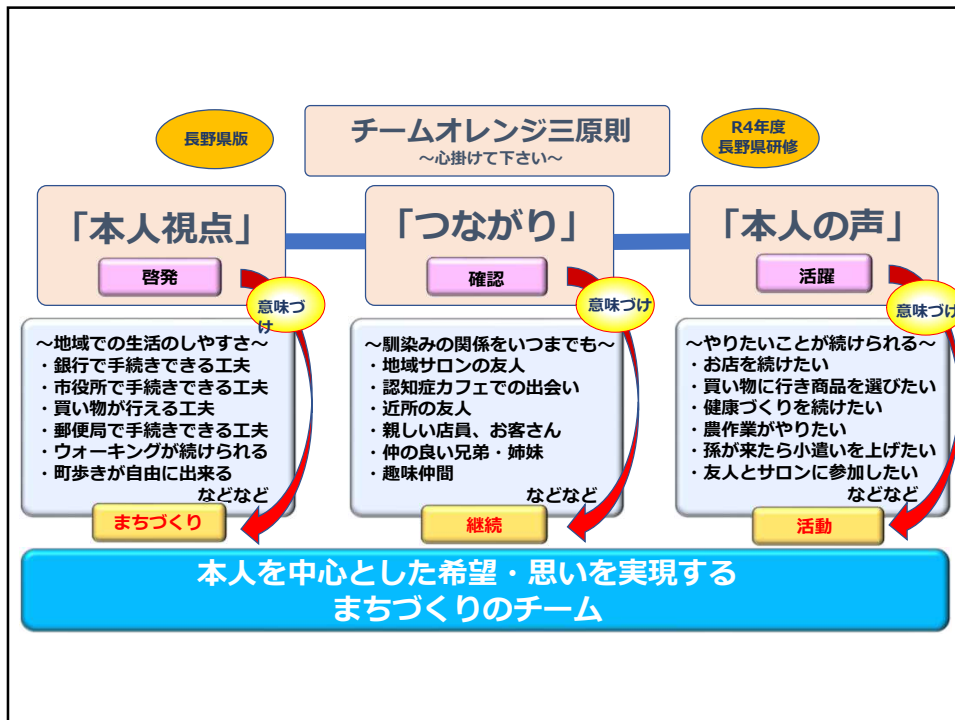 長野県版
チームオレンジ三原則
～心掛けて下さい～
R4年度
長野県研修
「本人視点」
啓発
意味づ
け
～地域での生活のしやすさ～
・銀行で手続きできる工夫
・市役所で手続きできる工夫
・買い物が行える工夫
・郵便局で手続きできる工夫
・ウォーキングが続けられる
・町歩きが自由に出来る
などなど
まちづくり
「つながり」
確認
意味づけ
～馴染みの関係をいつまでも～
・地域サロンの友人
・認知症カフェでの出会い
・近所の友人
・親しい店員、お客さん
・仲の良い兄弟・姉妹
・趣味仲間
などなど
継続
「本人の声」
活躍
意味づけ
～やりたいことが続けられる～
・お店を続けたい
・買い物に行き商品を選びたい
・健康づくりを続けたい
・農作業がやりたい
・孫が来たら小遣いを上げたい
・友人とサロンに参加したい
などなど
活動
本人を中心とした希望・思いを実現する
まちづくりのチーム